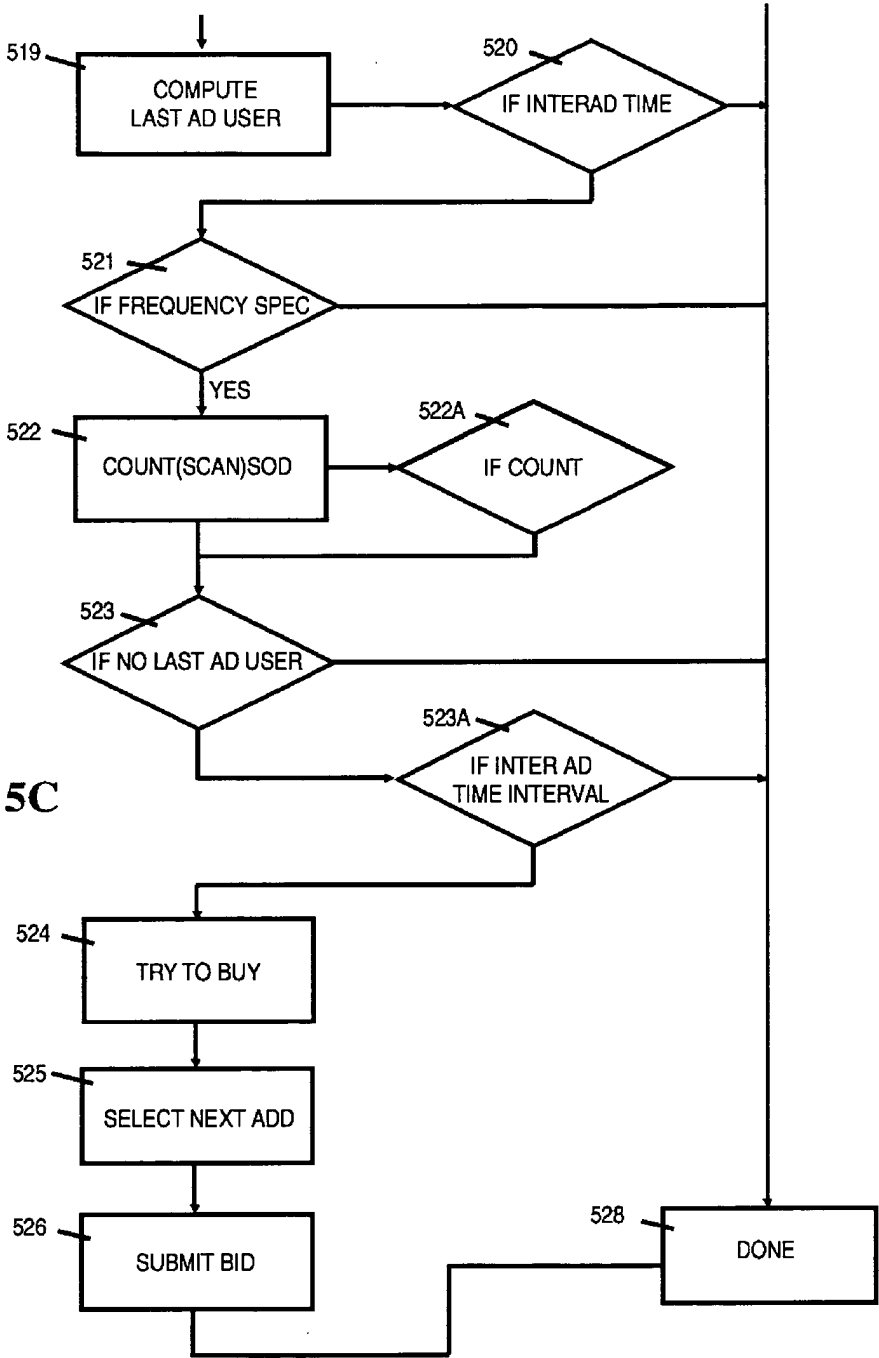 519
COMPUTE
LAST AD USER
520
IF INTERAD TIME
521
IF FREQUENCY SPEC
YES
522
COUNT(SCAN)SOD
522A
IF COUNT
523
IF NO LAST AD USER
523A
IF INTER AD
TIME INTERVAL
5C
524
TRY TO BUY
525
SELECT NEXT ADD
526
SUBMIT BID
528
DONE